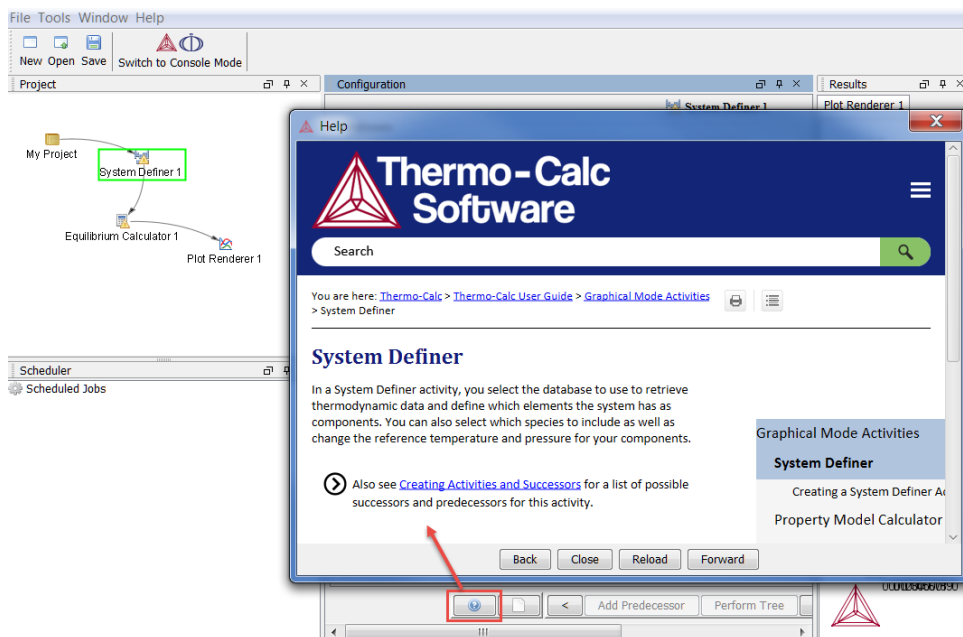 File Tools Window Help
New Open Save Switch to Console Mode
Project
Configuration
Results
System Definer 1
Plot Renderer 1
My Project
System Definer 1
Equilibrium Calculator 1
Plot Renderer 1
Scheduler
Scheduled Jobs
Help
Thermo-Calc
Software
Search
You are here: Thermo-Calc > Thermo-Calc User Guide > Graphical Mode Activities
> System Definer
System Definer
In a System Definer activity, you select the database to use to retrieve
thermodynamic data and define which elements the system has as
components. You can also select which species to include as well as
change the reference temperature and pressure for your components.
Also see Creating Activities and Successors for a list of possible
successors and predecessors for this activity.
Graphical Mode Activities
System Definer
Creating a System Definer
Property Model Calculator
Back Close Reload Forward
< Add Predecessor Perform Tree